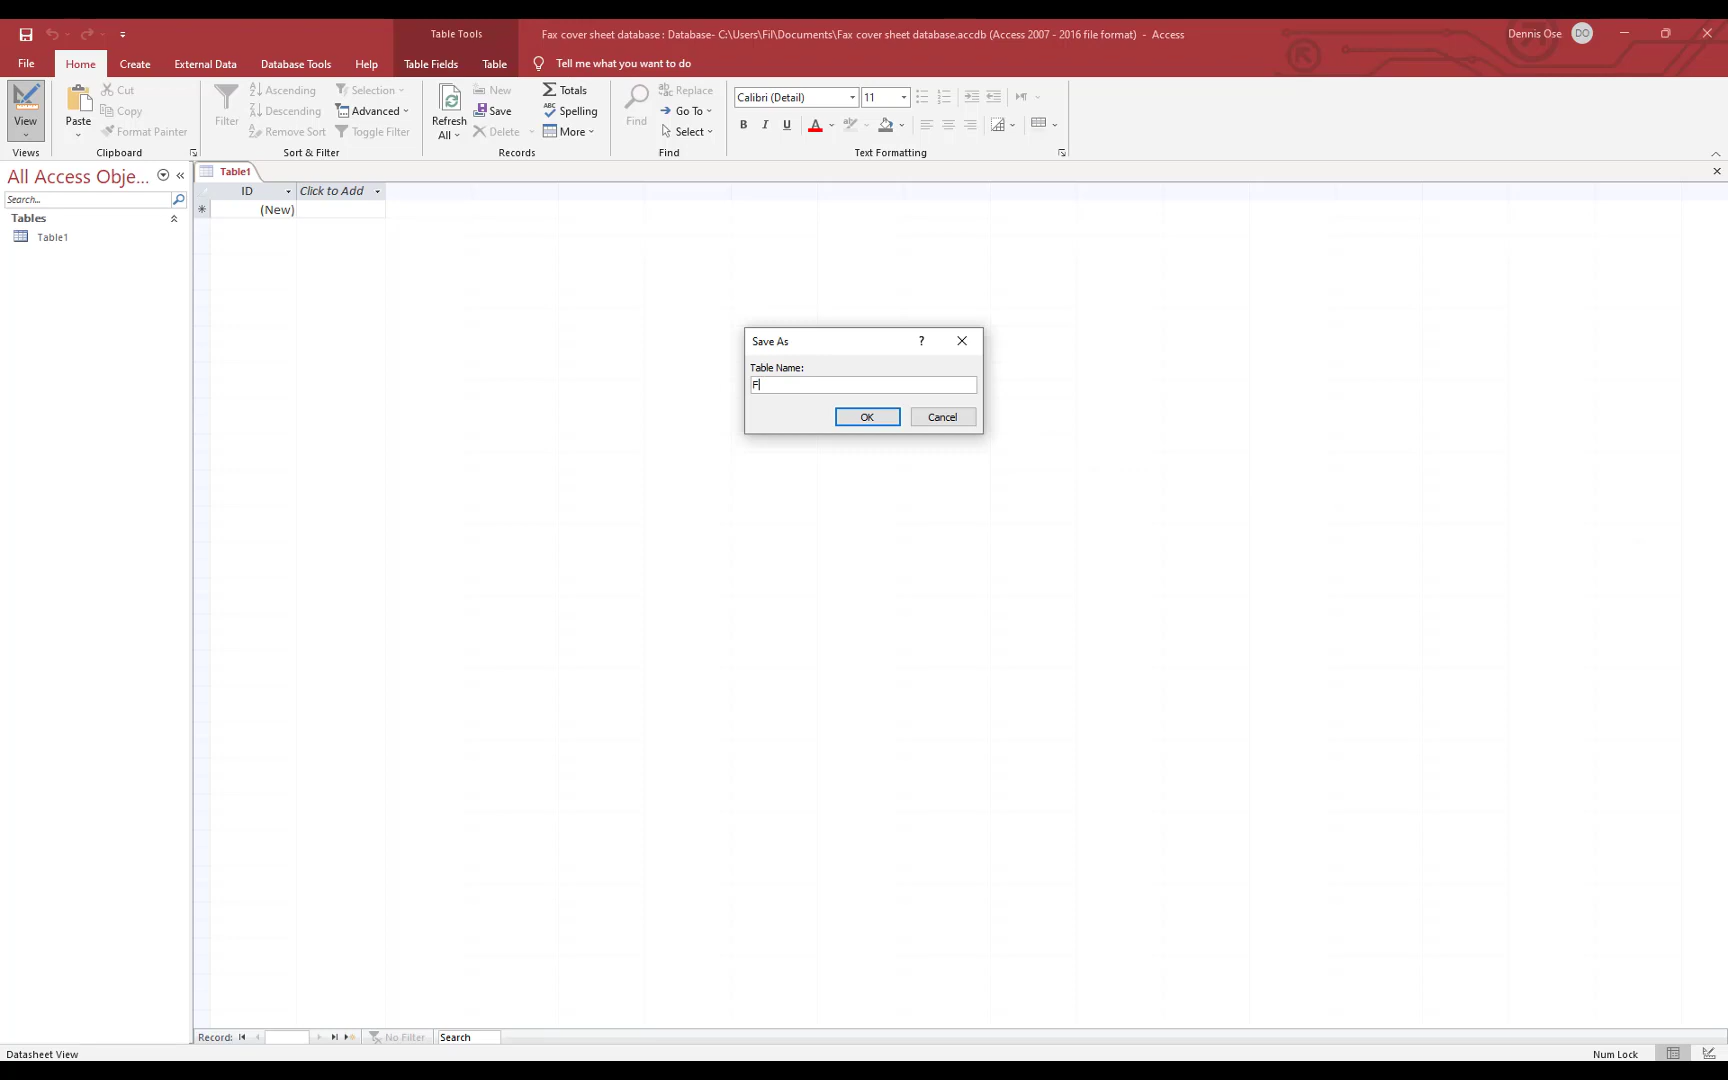 Table Tools
Fax cover sheet database : Database- C:\Users\Fil\Documents\Fax cover sheet database.accdb (Access 2007 - 2016 file format) - Access
Dennis Ose
DO
File
Home
Create
External Data
Database Tools
Help
Table Fields
Table
Tell me what you want to do
View
Views
Paste
Cut
Copy
Format Painter
Clipboard
Filter
Ascending
Descending
Remove Sort
Selection
Advanced
Toggle Filter
Sort & Filter
Refresh
All
New
Save
Delete
Totals
Spelling
More
Records
Find
Replace
Go To
Select
Find
Calibri (Detail)
11
B
I
U
A
Text Formatting
All Access Obje...
Search...
Tables
Table1
Table1
ID
Click to Add
(New)
Save As
?
Table Name:
F
OK
Cancel
Record:
No Filter
Search
Datasheet View
Num Lock